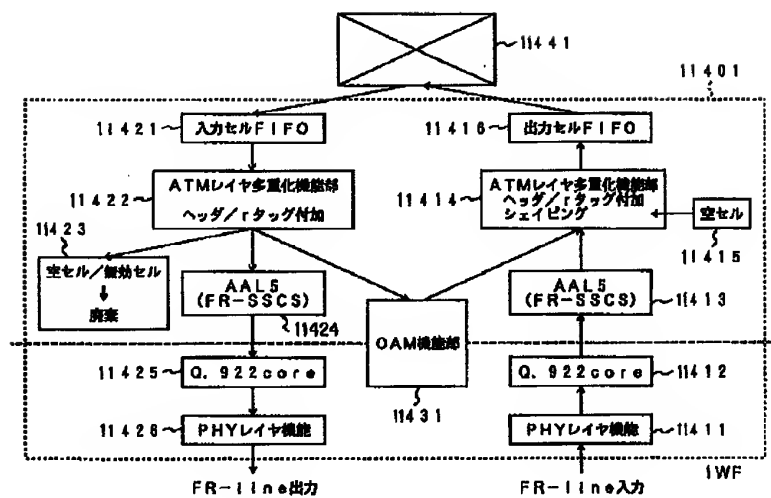 11441
11401
11421
入力セルFIFO
11416
出力セルFIFO
11422
ATMレイヤ多重化機能部
ヘッダ/rタグ付加
11414
ATMレイヤ多重化機能部
ヘッダ/rタグ付加
シェイピング
空セル
11415
11423
空セル/無効セル
↓
廃棄
AAL5
(FR-SSCS)
11424
OAM機能部
11431
AAL5
(FR-SSCS)
11413
11425
Q.922core
Q.922core
11412
11426
PHYレイヤ機能
PHYレイヤ機能
11411
IWF
FR-line出力
FR-line入力